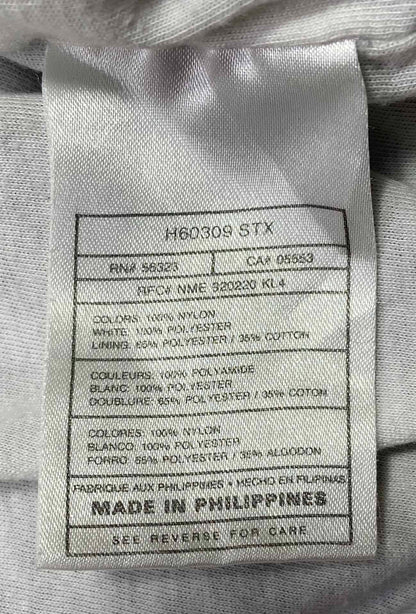 H60309 STX
RN# 56323 CA# 05553
RFC# NME 920220 KL4
COLORS: 100% NYLON
WHITE: 100% POLYESTER
LINING: 65% POLYESTER / 35% COTTON
COULEURS: 100% POLYAMIDE
BLANC: 100% POLYESTER
DOUBLURE: 65% POLYESTER / 35% COTON
COLORES: 100% NYLON
BLANCO: 100% POLYESTER
FORRO: 65% POLYESTER / 35% ALGODON
FABRIQUE AUX PHILIPPINES • HECHO EN FILIPINAS
MADE IN PHILIPPINES
SEE REVERSE FOR CARE